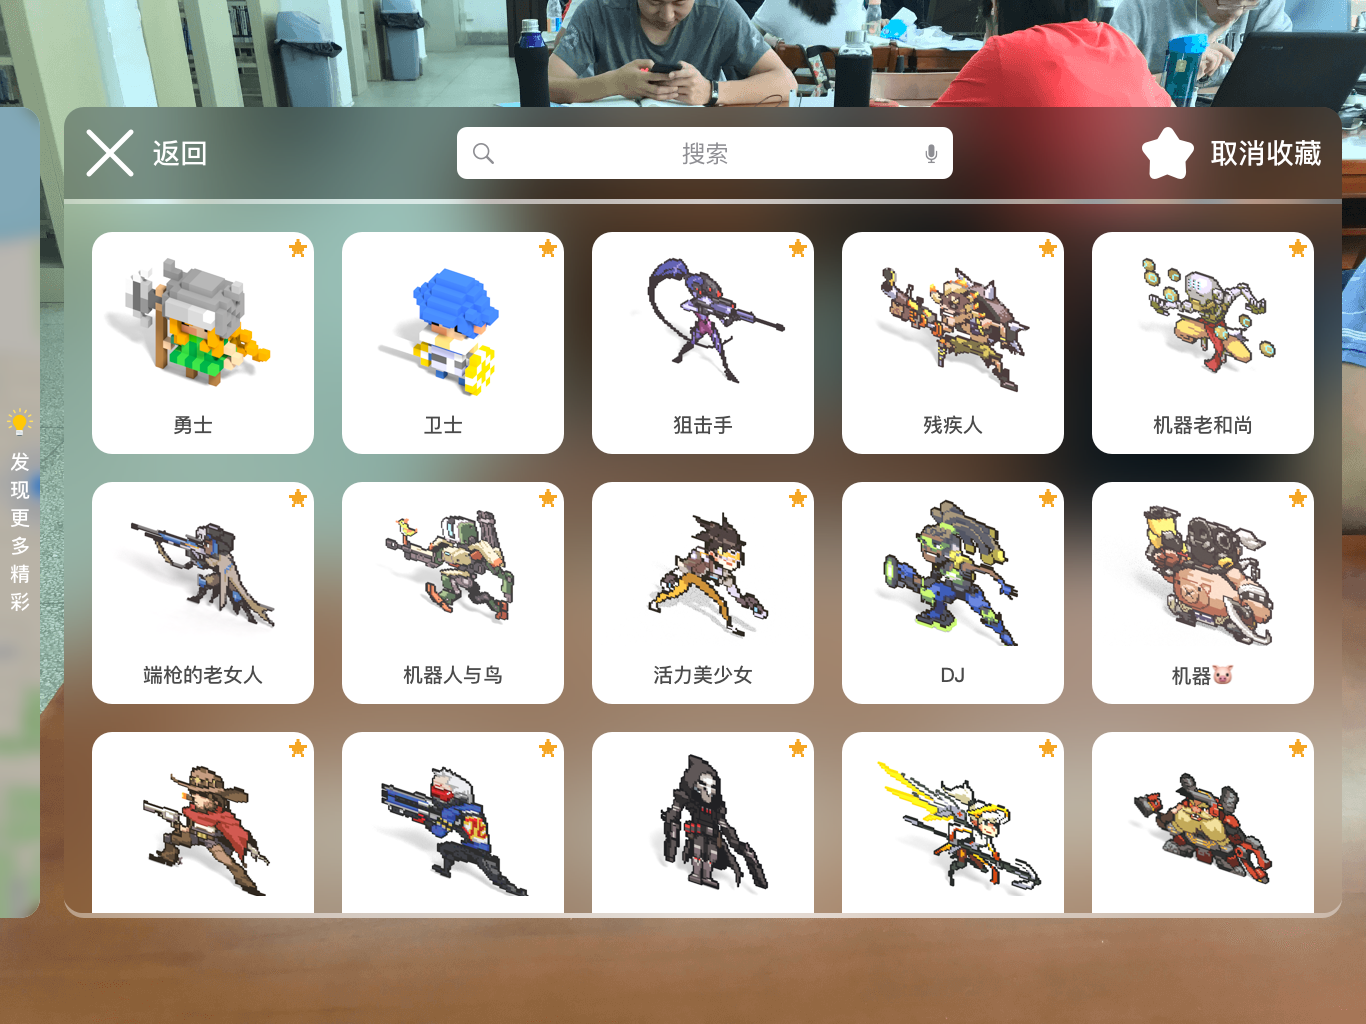 返回
搜索
取消收藏
发现更多精彩
勇士
卫士
狙击手
残疾人
机器老和尚
端枪的老女人
机器人与鸟
活力美少女
DJ
机器🐷